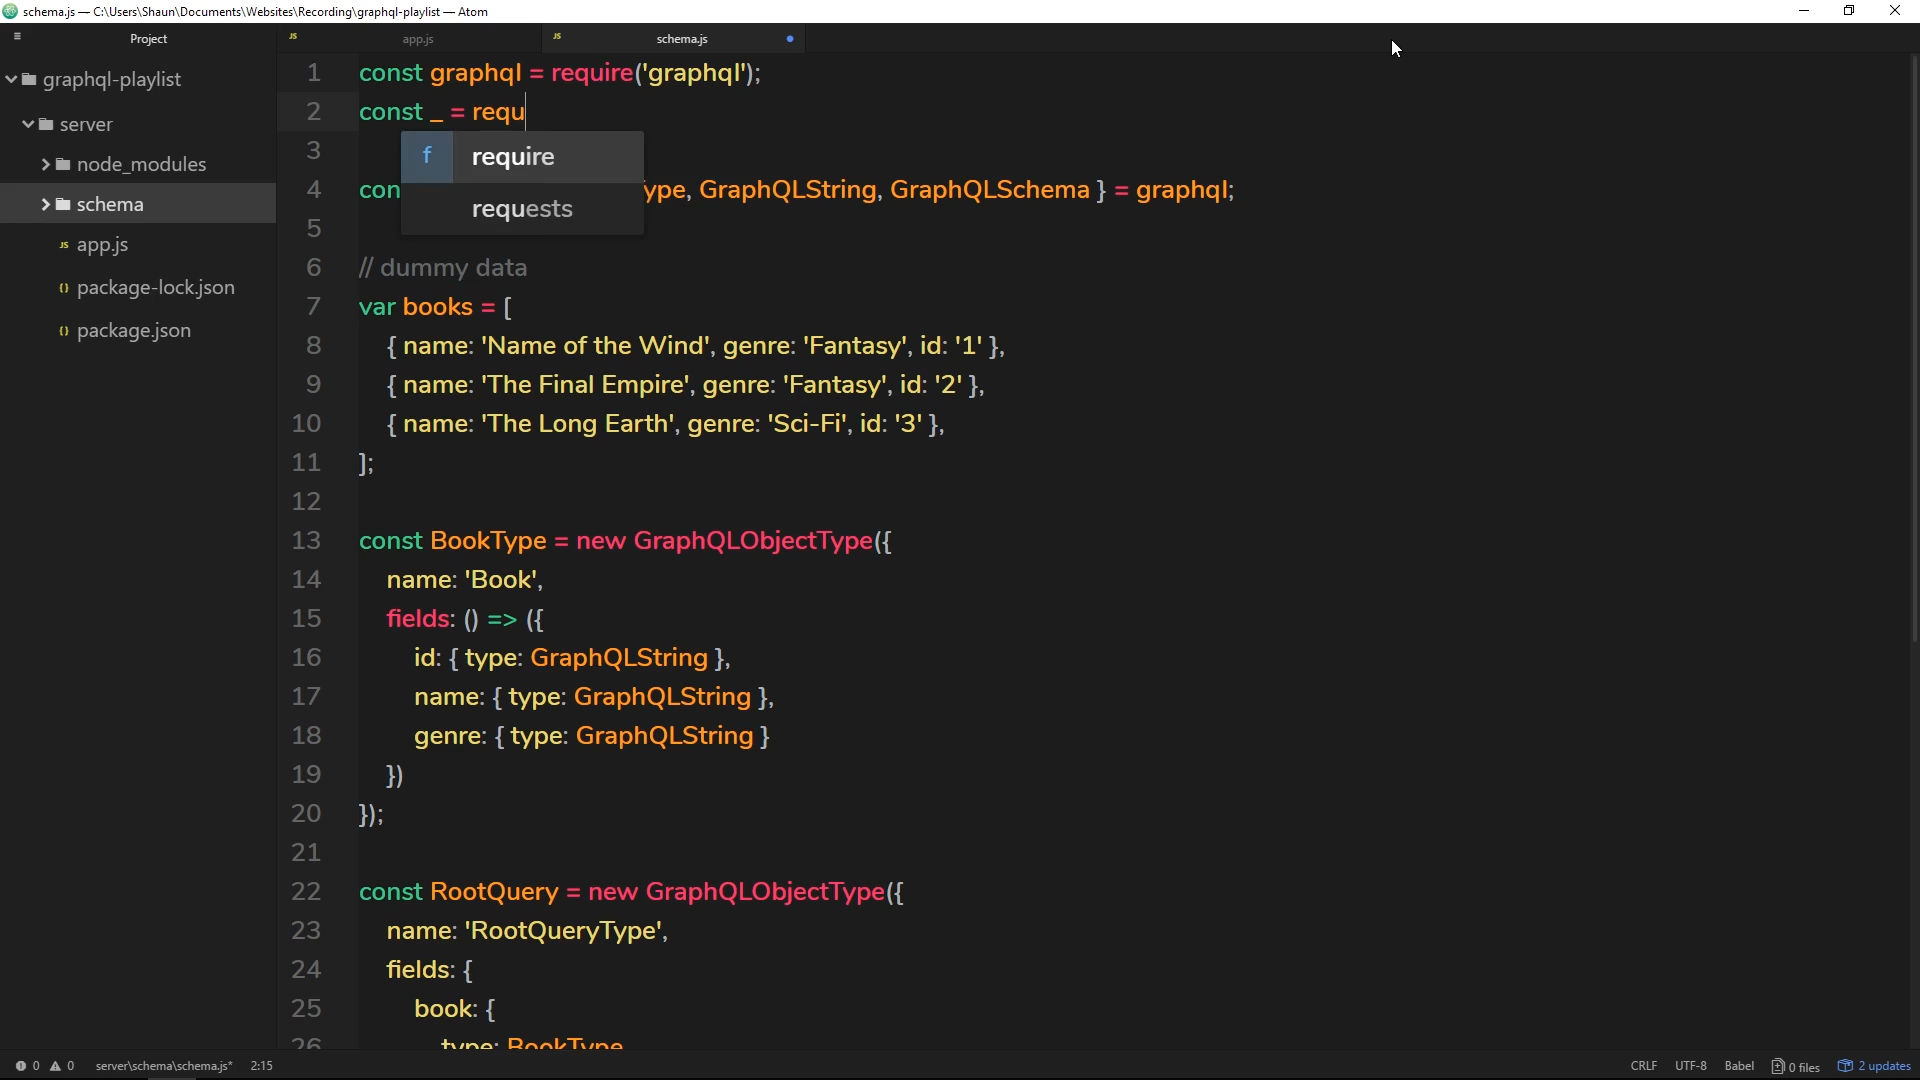 schema.js — C:\Users\Shaun\Documents\Websites\Recording\graphql-playlist — Atom
Project
JS app.js
JS schema.js
graphql-playlist
server
node_modules
schema
JS app.js
package-lock.json
package.json
1 const graphql = require('graphql');
2 const _ = requ
f require
requests
3
4 con ype, GraphQLString, GraphQLSchema } = graphql;
5
6 // dummy data
7 var books = [
8 { name: 'Name of the Wind', genre: 'Fantasy', id: '1' },
9 { name: 'The Final Empire', genre: 'Fantasy', id: '2' },
10 { name: 'The Long Earth', genre: 'Sci-Fi', id: '3' },
11 ];
12
13 const BookType = new GraphQLObjectType({
14 name: 'Book',
15 fields: () => ({
16 id: { type: GraphQLString },
17 name: { type: GraphQLString },
18 genre: { type: GraphQLString }
19 })
20 });
21
22 const RootQuery = new GraphQLObjectType({
23 name: 'RootQueryType',
24 fields: {
25 book: {
26 type: BookType
0 0 server\schema\schema.js* 2:15
CRLF UTF-8 Babel 0 files 2 updates